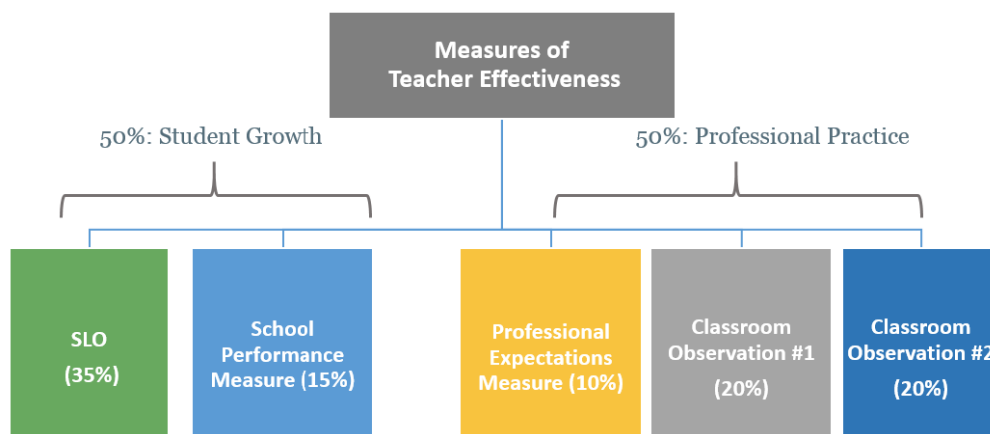 Measures of
Teacher Effectiveness
50%: Student Growth
50%: Professional Practice
SLO
(35%)
School
Performance
Measure (15%)
Professional
Expectations
Measure (10%)
Classroom
Observation #1
(20%)
Classroom
Observation #2
(20%)